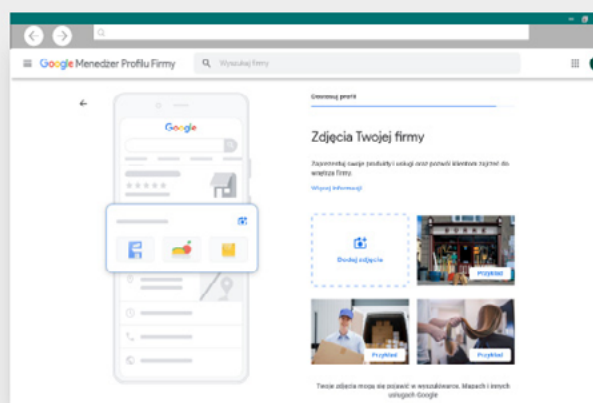 Google Menedżer Profilu Firmy
Wyszukaj firmy
Dostosuj profil
Google
Zdjęcia Twojej firmy
Zaprezentuj swoje produkty i usługi oraz pozwól klientom zajrzeć do
wnętrza firmy.
Więcej informacji
Dodaj zdjęcie
Przykład
Przykład
Przykład
Twoje zdjęcia mogą się pojawić w wyszukiwarce, Mapach i innych
usługach Google